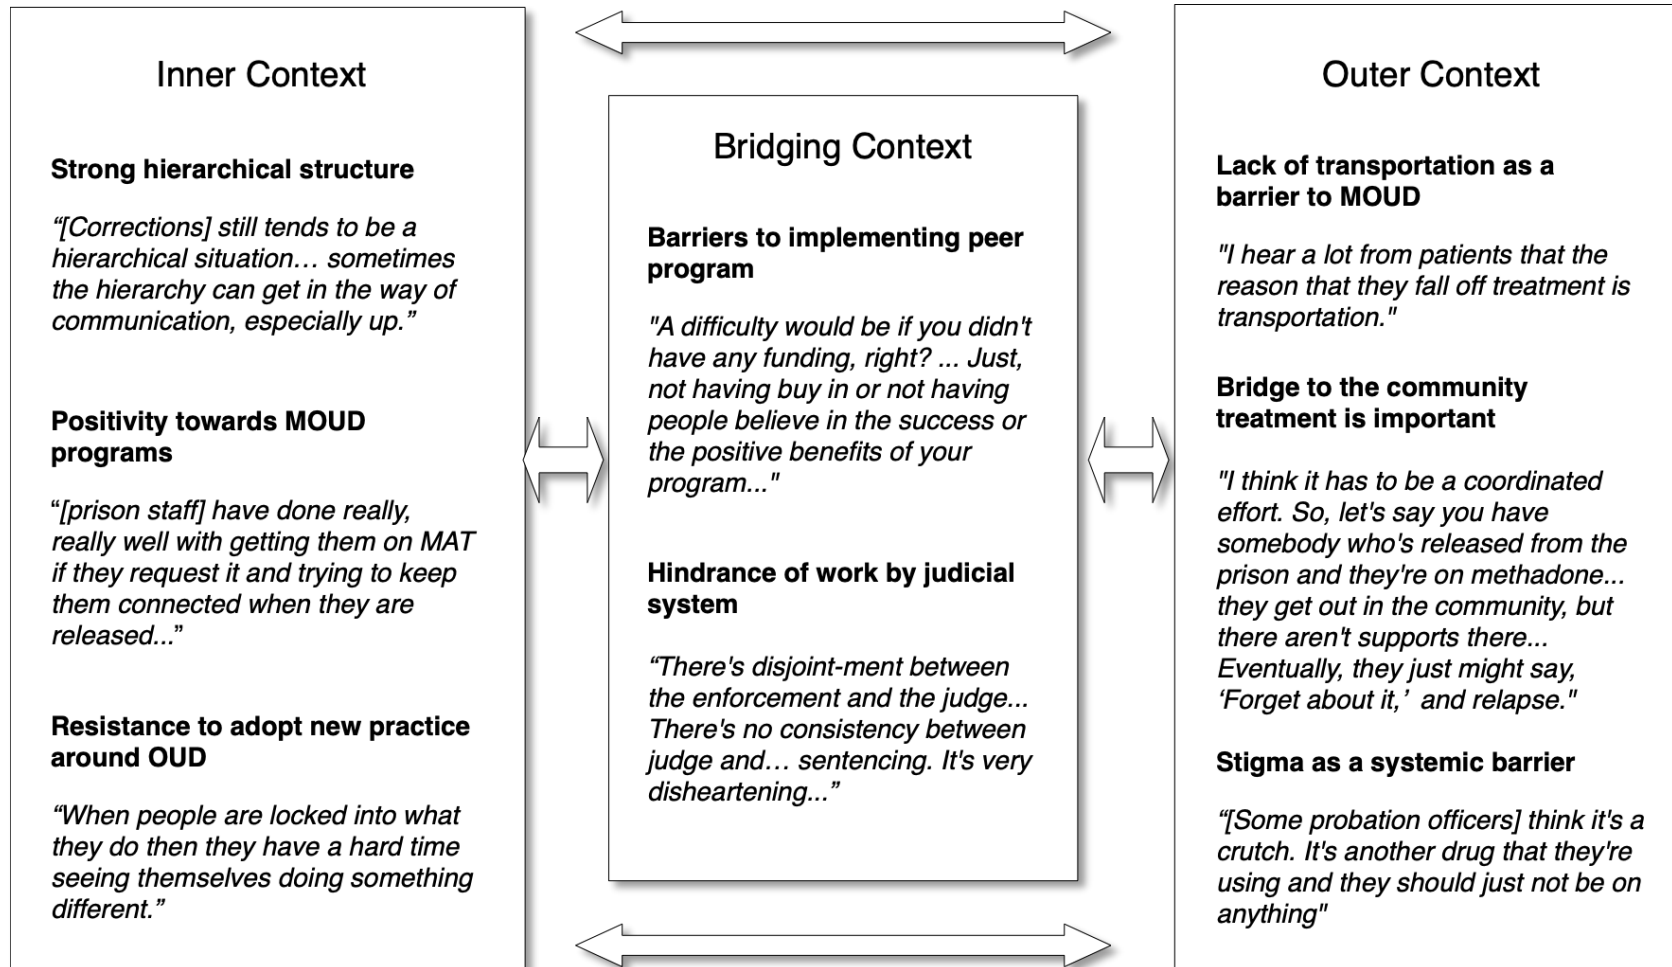 Inner Context
Strong hierarchical structure
“[Corrections] still tends to be a
hierarchical situation… sometimes
the hierarchy can get in the way of
communication, especially up.”
Positivity towards MOUD
programs
“[prison staff] have done really,
really well with getting them on MAT
if they request it and trying to keep
them connected when they are
released...”
Resistance to adopt new practice
around OUD
“When people are locked into what
they do then they have a hard time
seeing themselves doing something
different.”
Bridging Context
Barriers to implementing peer
program
"A difficulty would be if you didn't
have any funding, right? ... Just,
not having buy in or not having
people believe in the success or
the positive benefits of your
program..."
Hindrance of work by judicial
system
“There's disjoint-ment between
the enforcement and the judge...
There's no consistency between
judge and… sentencing. It's very
disheartening...”
Outer Context
Lack of transportation as a
barrier to MOUD
"I hear a lot from patients that the
reason that they fall off treatment is
transportation."
Bridge to the community
treatment is important
"I think it has to be a coordinated
effort. So, let's say you have
somebody who's released from the
prison and they're on methadone...
they get out in the community, but
there aren't supports there...
Eventually, they just might say,
‘Forget about it,’ and relapse."
Stigma as a systemic barrier
“[Some probation officers] think it's a
crutch. It's another drug that they're
using and they should just not be on
anything"